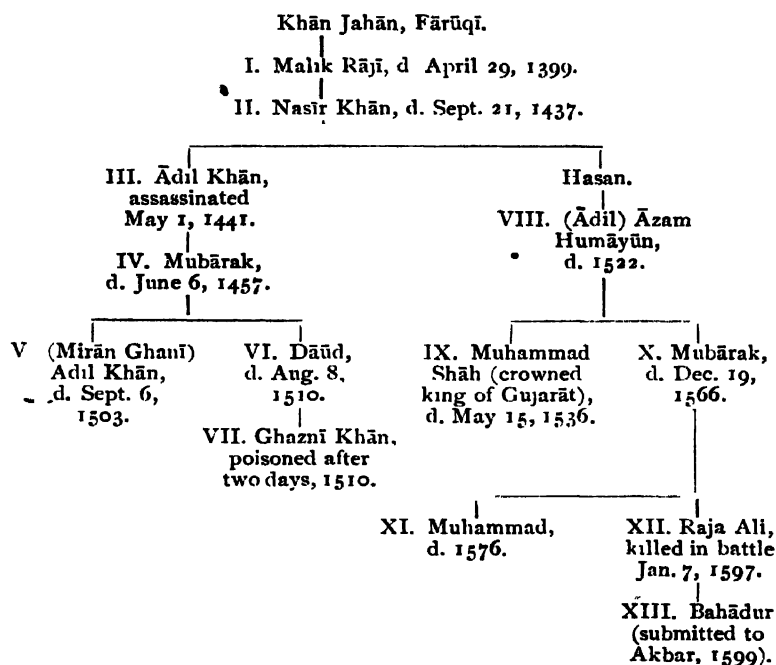 Khān Jahān, Fārūqī.
I. Malik Rājī, d April 29, 1399.
II. Nasīr Khān, d. Sept. 21, 1437.
III. Ādil Khān,
assassinated
May 1, 1441.
IV. Mubārak,
d. June 6, 1457.
V (Mirān Ghanī)
Adil Khān,
d. Sept. 6,
1503.
VI. Dāūd,
d. Aug. 8,
1510.
VII. Ghaznī Khān,
poisoned after
two days, 1510.
Hasan.
VIII. (Ādil) Āzam
Humāyūn,
d. 1522.
IX. Muhammad
Shāh (crowned
king of Gujarāt),
d. May 15, 1536.
X. Mubārak,
d. Dec. 19,
1566.
XI. Muhammad,
d. 1576.
XII. Raja Ali,
killed in battle
Jan. 7, 1597.
XIII. Bahādur
(submitted to
Akbar, 1599).